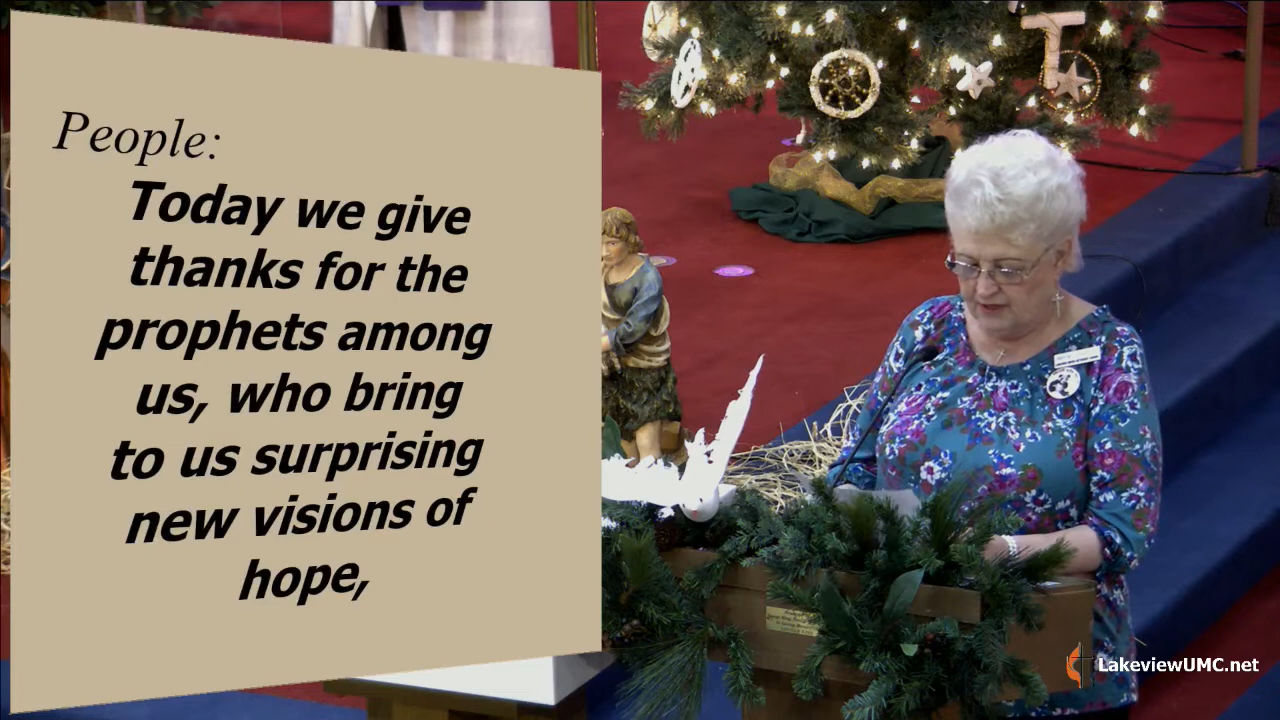 People:
Today we give
thanks for the
prophets among
us, who bring
to us surprising
new visions of
hope,
LakeviewUMC.net